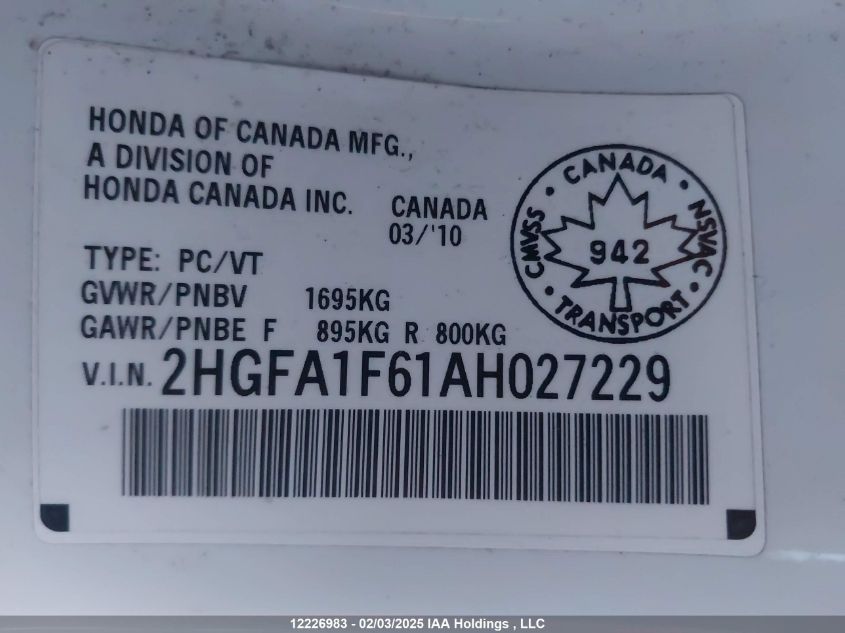 HONDA OF CANADA MFG.,
A DIVISION OF
HONDA CANADA INC.
CANADA
03/'10
TYPE: PC/VT
GVWR/PNBV 1695KG
GAWR/PNBE F 895KG R 800KG
V.I.N. 2HGFA1F61AH027229
CANADA
CMVSS
942
NSVAC
TRANSPORT
12226983 - 02/03/2025 IAA Holdings , LLC